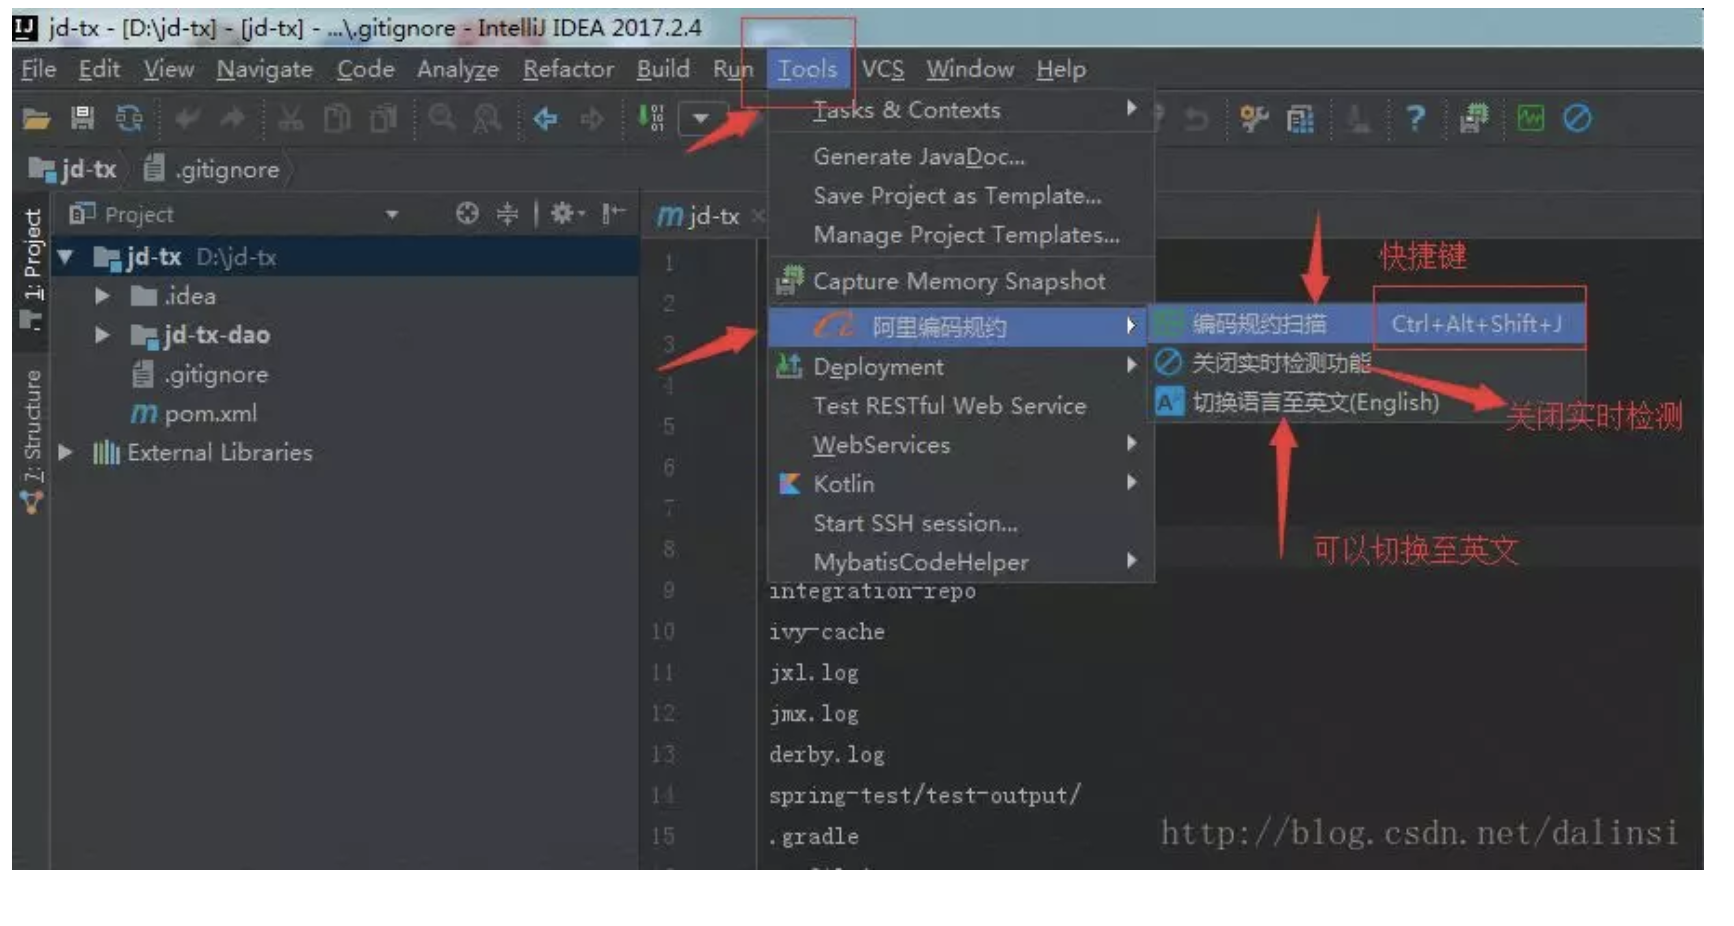 jd-tx - [D:\jd-tx] - [jd-tx] - ...\.gitignore - IntelliJ IDEA 2017.2.4
File Edit View Navigate Code Analyze Refactor Build Run Tools VCS Window Help
jd-tx .gitignore
1: Project
7: Structure
Project
jd-tx D:\jd-tx
.idea
jd-tx-dao
.gitignore
pom.xml
External Libraries
jd-tx
Tasks & Contexts
Generate JavaDoc...
Save Project as Template...
Manage Project Templates...
Capture Memory Snapshot
阿里编码规约
Deployment
Test RESTful Web Service
WebServices
Kotlin
Start SSH session...
MybatisCodeHelper
快捷键
编码规约扫描 Ctrl+Alt+Shift+J
关闭实时检测功能
切换语言至英文(English)
关闭实时检测
可以切换至英文
1
2
3
4
5
6
7
8
9 integration-repo
10 ivy-cache
11 jxl.log
12 jmx.log
13 derby.log
14 spring-test/test-output/
15 .gradle
http://blog.csdn.net/dalinsi